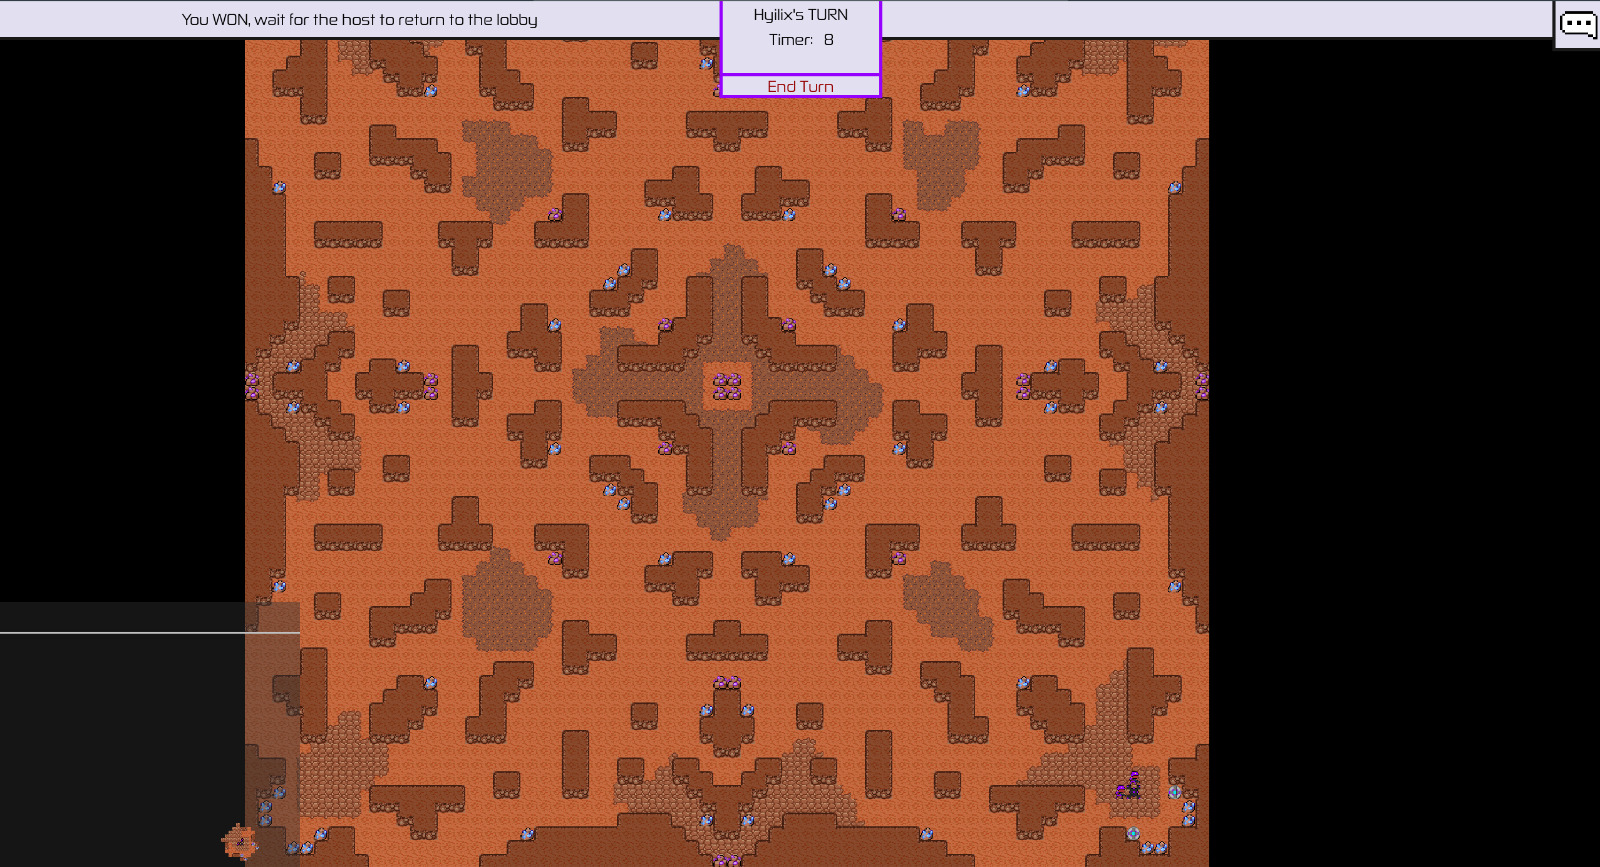 You WON, wait for the host to return to the lobby
Hyilix's TURN
Timer: 8
End Turn